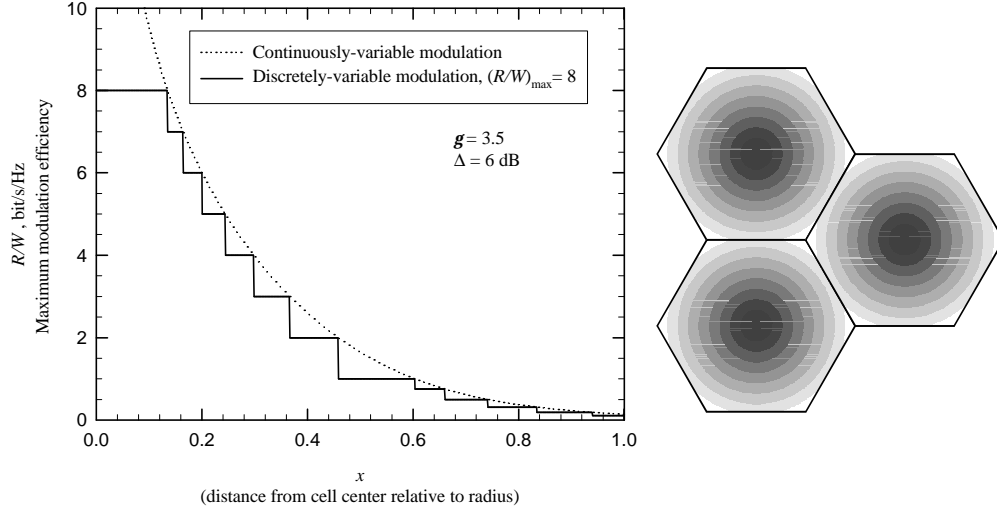 10
8
6
4
2
0
0.0
0.2
0.4
0.6
0.8
1.0
R/W, bit/s/Hz
Maximum modulation efficiency
Continuously-variable modulation
Discretely-variable modulation, (R/W)max = 8
g = 3.5
Δ = 6 dB
x
(distance from cell center relative to radius)